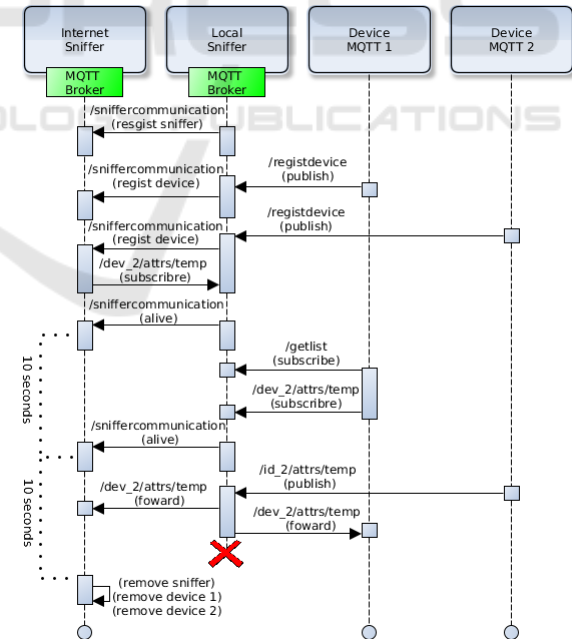 Internet
Sniffer
Local
Sniffer
Device
MQTT 1
Device
MQTT 2
MQTT
Broker
MQTT
Broker
/sniffercommunication
(resgist sniffer)
/registdevice
(publish)
/sniffercommunication
(regist device)
/registdevice
(publish)
/sniffercommunication
(regist device)
/dev_2/attrs/temp
(subscribre)
/sniffercommunication
(alive)
/getlist
(subscribe)
/dev_2/attrs/temp
(subscribre)
10 seconds
/sniffercommunication
(alive)
/id_2/attrs/temp
(publish)
/dev_2/attrs/temp
(foward)
/dev_2/attrs/temp
(foward)
10 seconds
(remove sniffer)
(remove device 1)
(remove device 2)
PUBLICATIONS